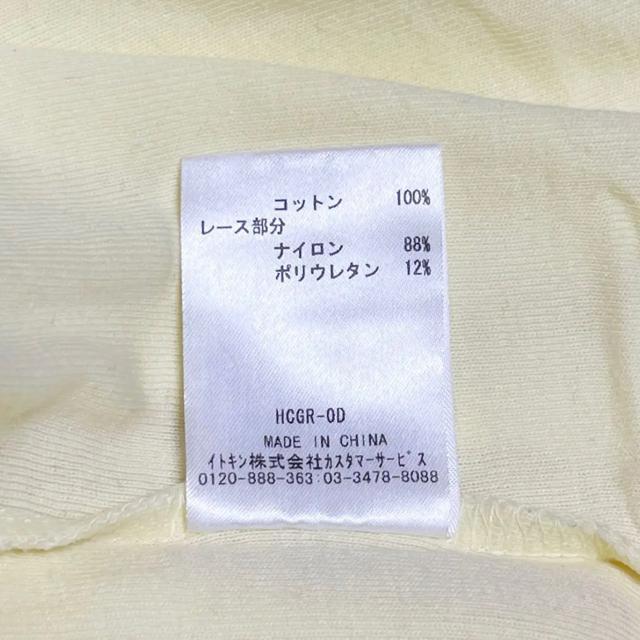 コットン 100%
レース部分
ナイロン 88%
ポリウレタン 12%
HCGR-0D
MADE IN CHINA
イトキン株式会社ｶｽﾀﾏｰｻｰﾋﾞｽ
0120-888-363:03-3478-8088